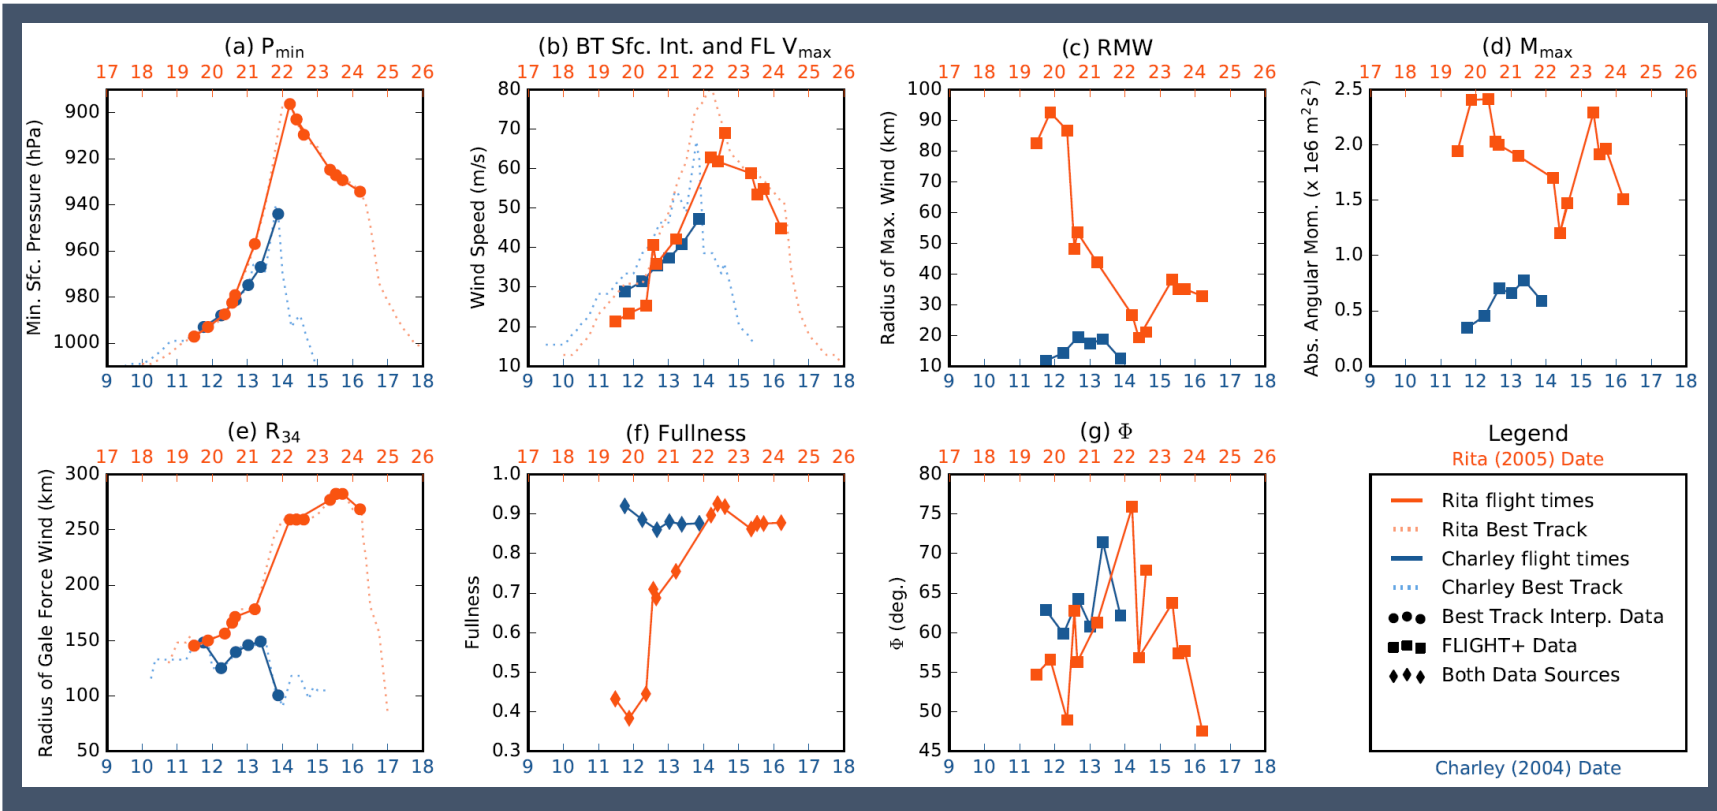 (a) Pmin
(b) BT Sfc. Int. and FL Vmax
(c) RMW
(d) Mmax
17 18 19 20 21 22 23 24 25 26
17 18 19 20 21 22 23 24 25 26
17 18 19 20 21 22 23 24 25 26
17 18 19 20 21 22 23 24 25 26
Min. Sfc. Pressure (hPa)
900
920
940
960
980
1000
9 10 11 12 13 14 15 16 17 18
Wind Speed (m/s)
80
70
60
50
40
30
20
10
9 10 11 12 13 14 15 16 17 18
Radius of Max. Wind (km)
100
90
80
70
60
50
40
30
20
10
9 10 11 12 13 14 15 16 17 18
Abs. Angular Mom. (x 1e6 m²s²)
2.5
2.0
1.5
1.0
0.5
0.0
9 10 11 12 13 14 15 16 17 18
(e) R34
(f) Fullness
(g) Φ
Legend
17 18 19 20 21 22 23 24 25 26
17 18 19 20 21 22 23 24 25 26
17 18 19 20 21 22 23 24 25 26
Rita (2005) Date
Radius of Gale Force Wind (km)
300
250
200
150
100
50
9 10 11 12 13 14 15 16 17 18
Fullness
1.0
0.9
0.8
0.7
0.6
0.5
0.4
0.3
9 10 11 12 13 14 15 16 17 18
Φ (deg.)
80
75
70
65
60
55
50
45
9 10 11 12 13 14 15 16 17 18
Rita flight times
Rita Best Track
Charley flight times
Charley Best Track
Best Track Interp. Data
FLIGHT+ Data
Both Data Sources
Charley (2004) Date